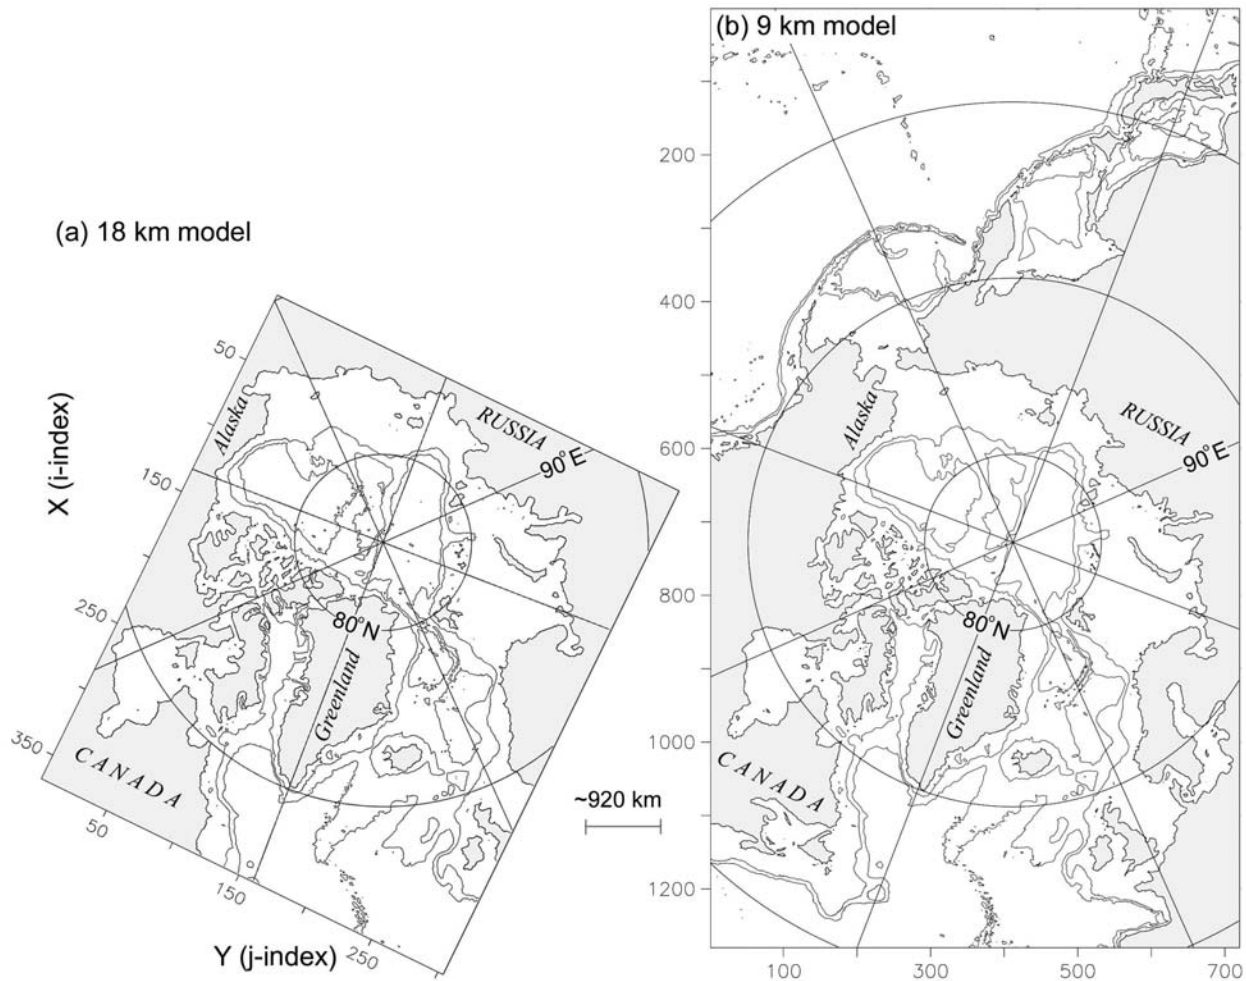 (b) 9 km model
200
(a) 18 km model
400
50
Alaska
RUSSIA
90°E
X (i-index)
150
80°N
Greenland
250
350
CANADA
50
150
Y (j-index)
250
~920 km
Alaska
RUSSIA
600
90°E
800
80°N
Greenland
1000
CANADA
1200
100
300
500
700